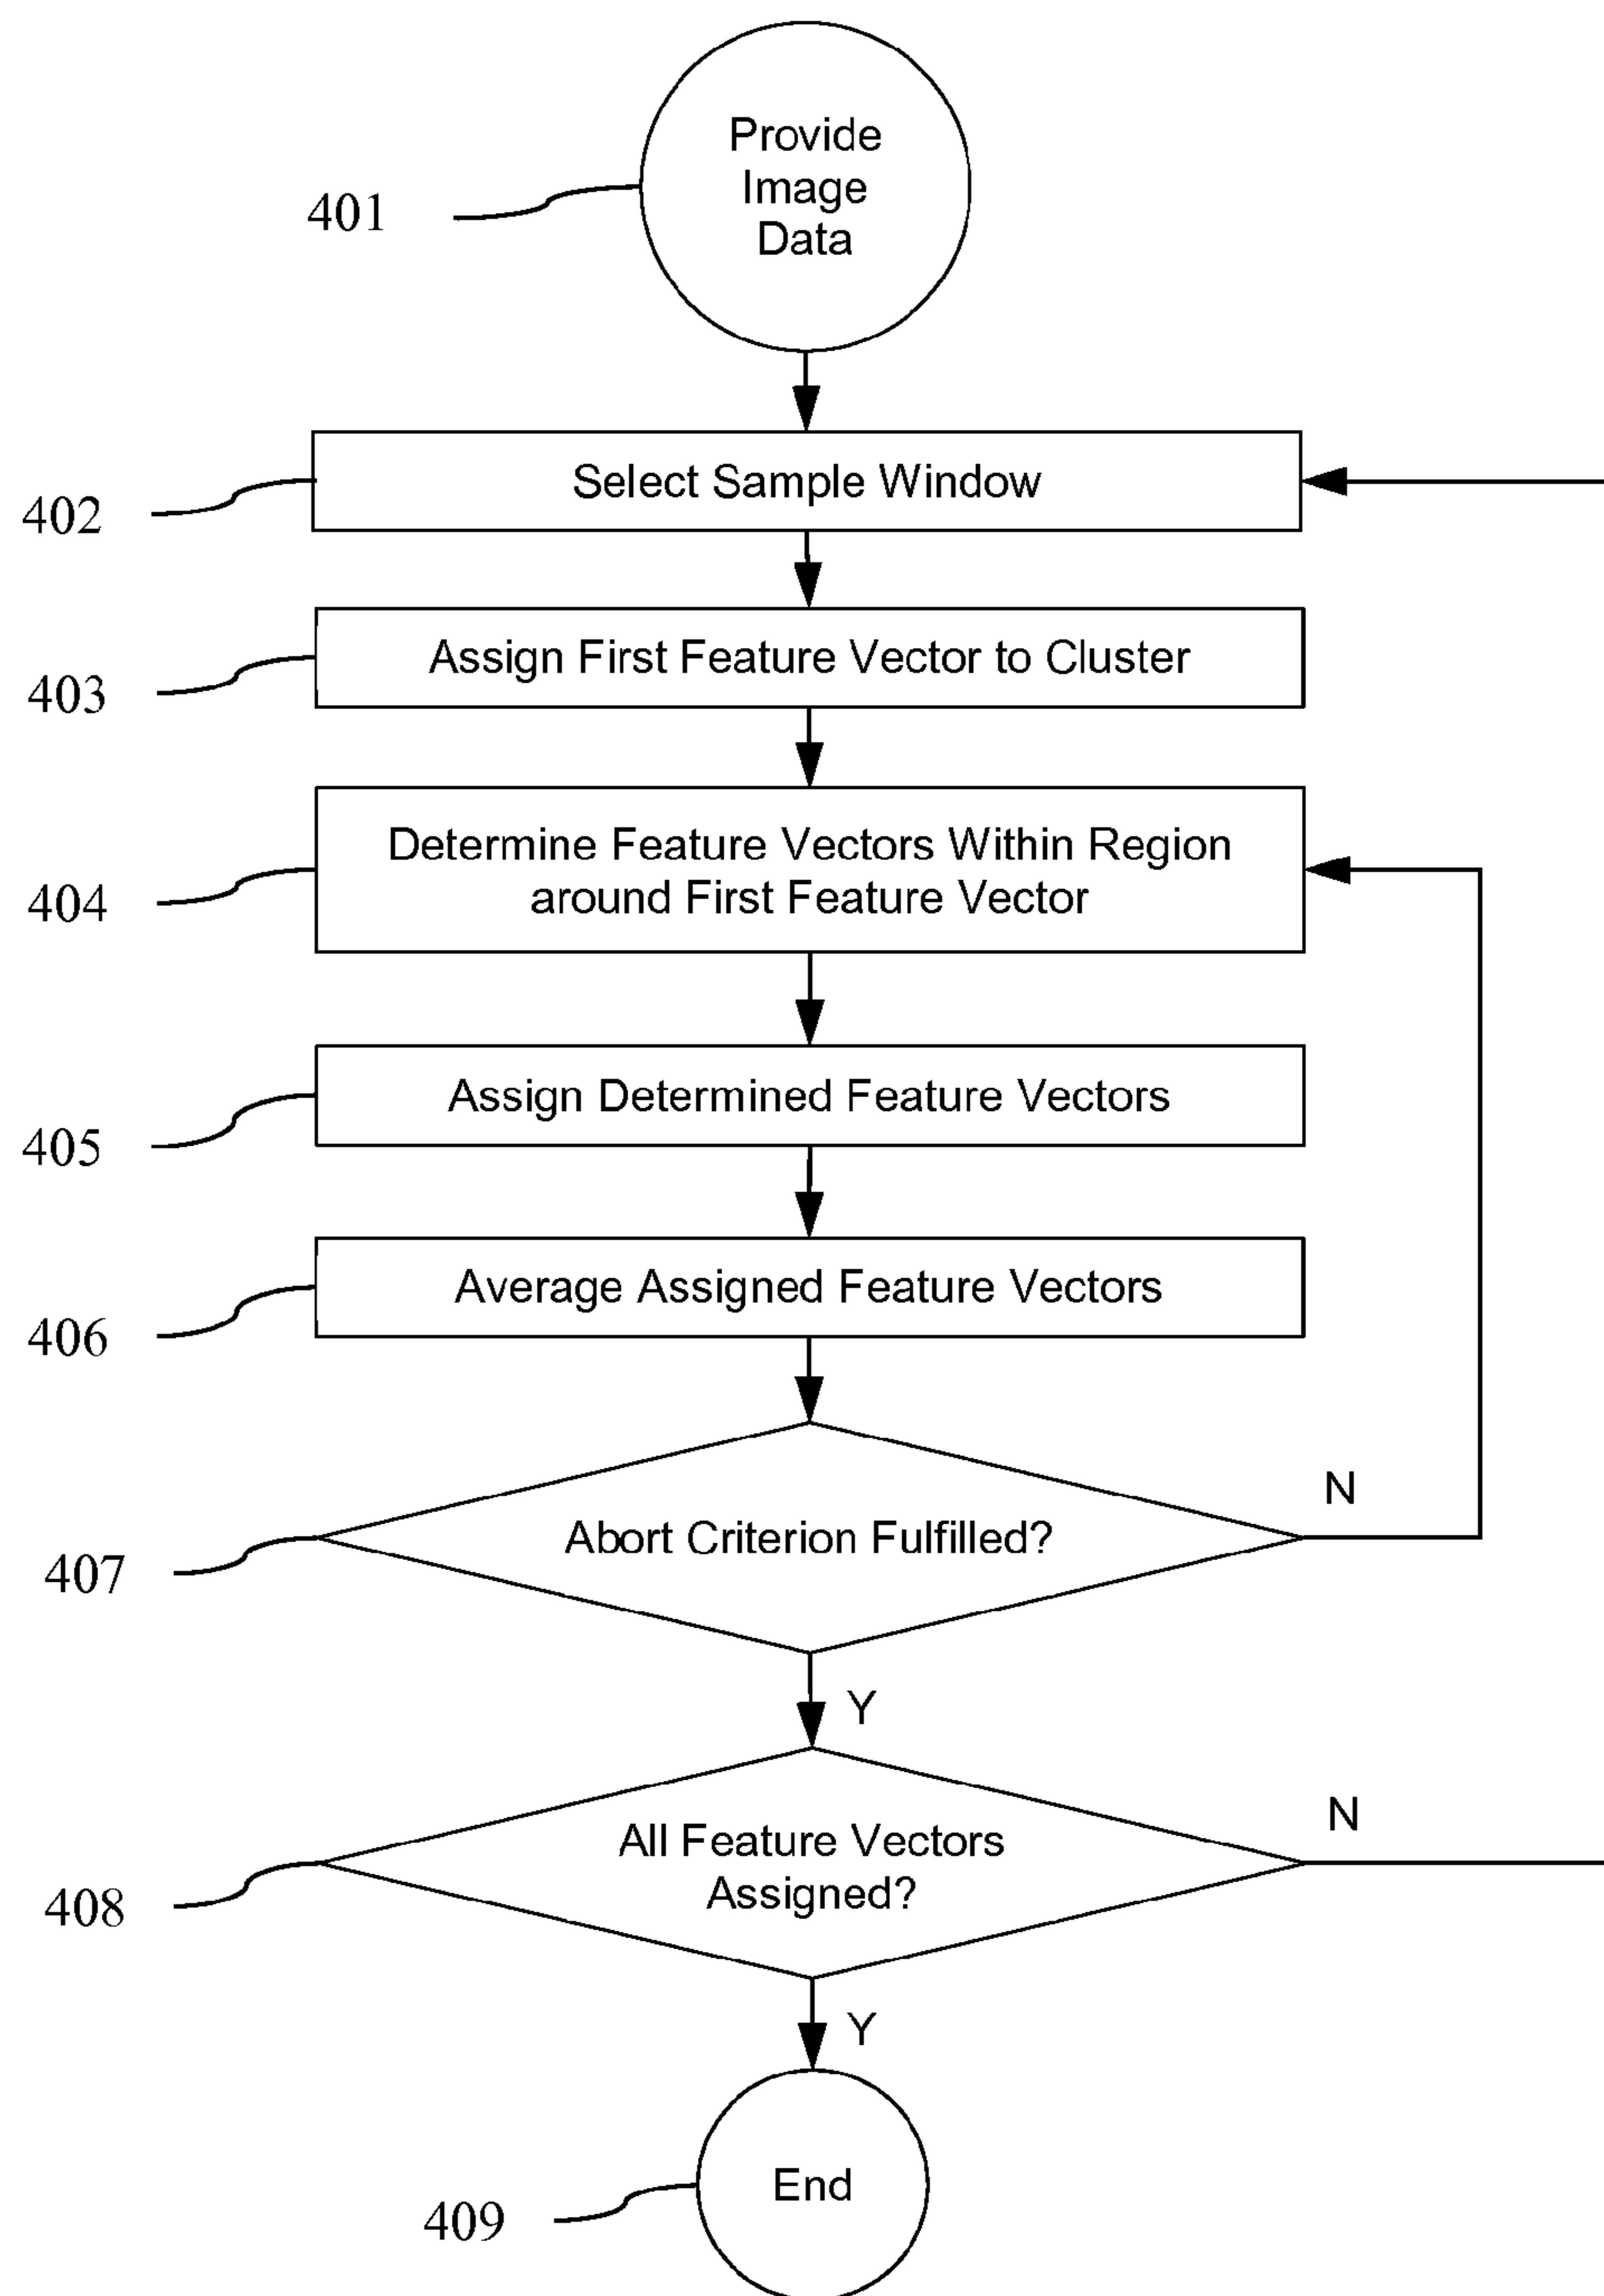 Provide
Image
Data
401
Select Sample Window
402
Assign First Feature Vector to Cluster
403
Determine Feature Vectors Within Region
around First Feature Vector
404
Assign Determined Feature Vectors
405
Average Assigned Feature Vectors
406
N
Abort Criterion Fulfilled?
407
Y
N
All Feature Vectors
Assigned?
408
Y
End
409